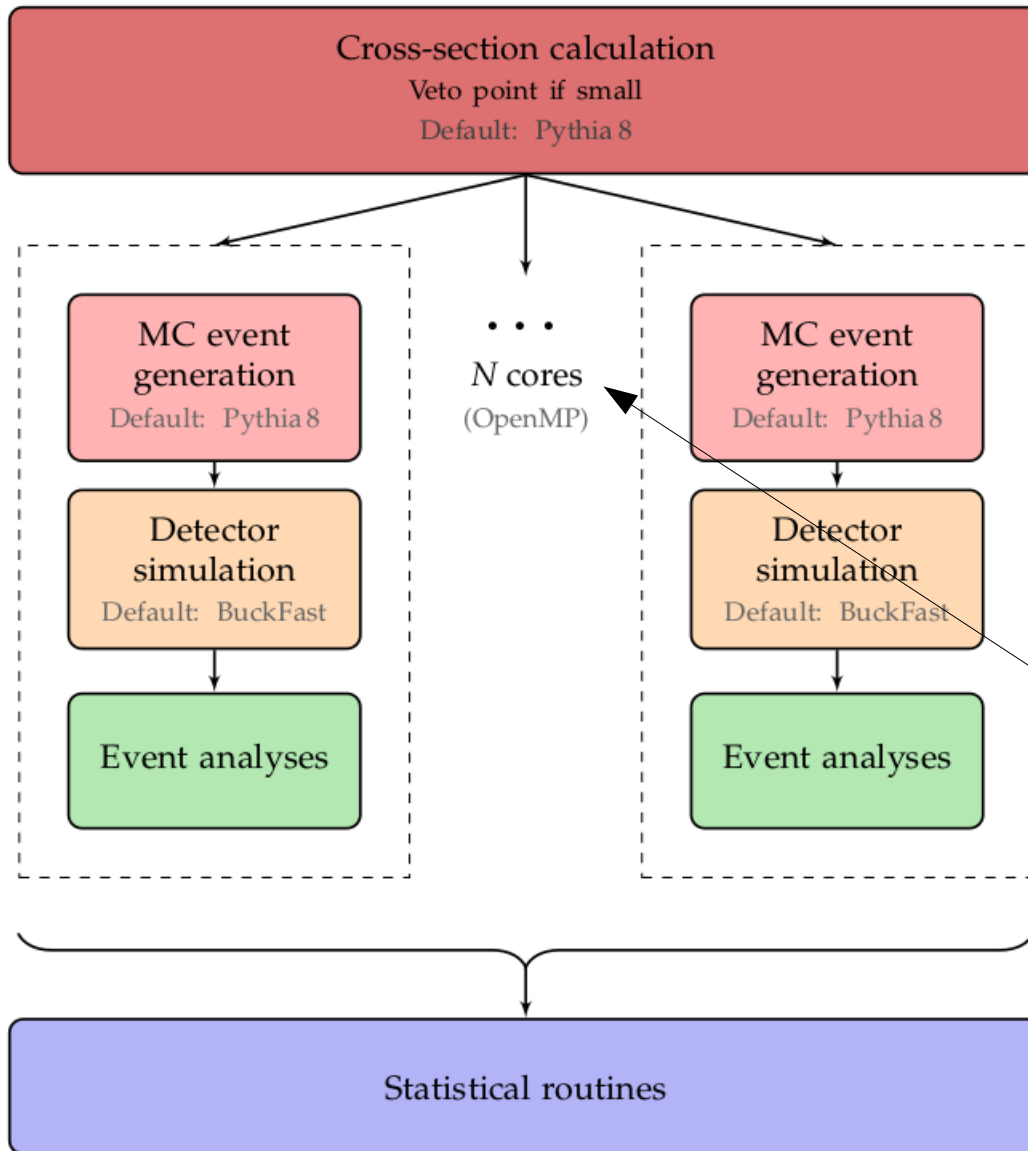 Cross-section calculation
Veto point if small
Default: Pythia 8
MC event
generation
Default: Pythia 8
Detector
simulation
Default: BuckFast
Event analyses
. . .
N cores
(OpenMP)
MC event
generation
Default: Pythia 8
Detector
simulation
Default: BuckFast
Event analyses
Statistical routines